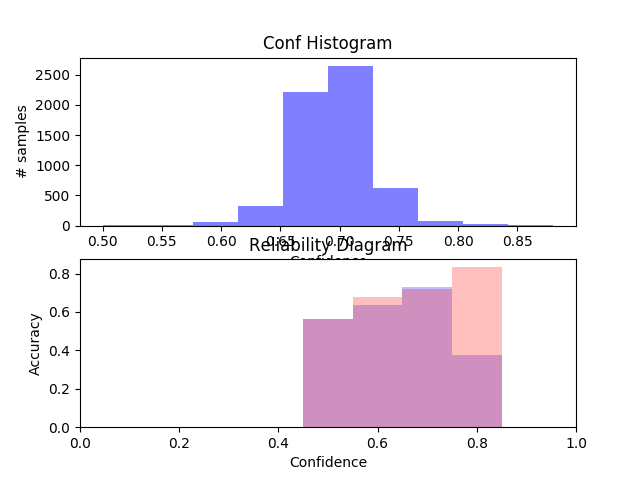 Conf Histogram
# samples
2500
2000
1500
1000
500
0
0.50 0.55 0.60 0.65 0.70 0.75 0.80 0.85
Confidence
Reliability Diagram
Accuracy
0.8
0.6
0.4
0.2
0.0
0.0 0.2 0.4 0.6 0.8 1.0
Confidence